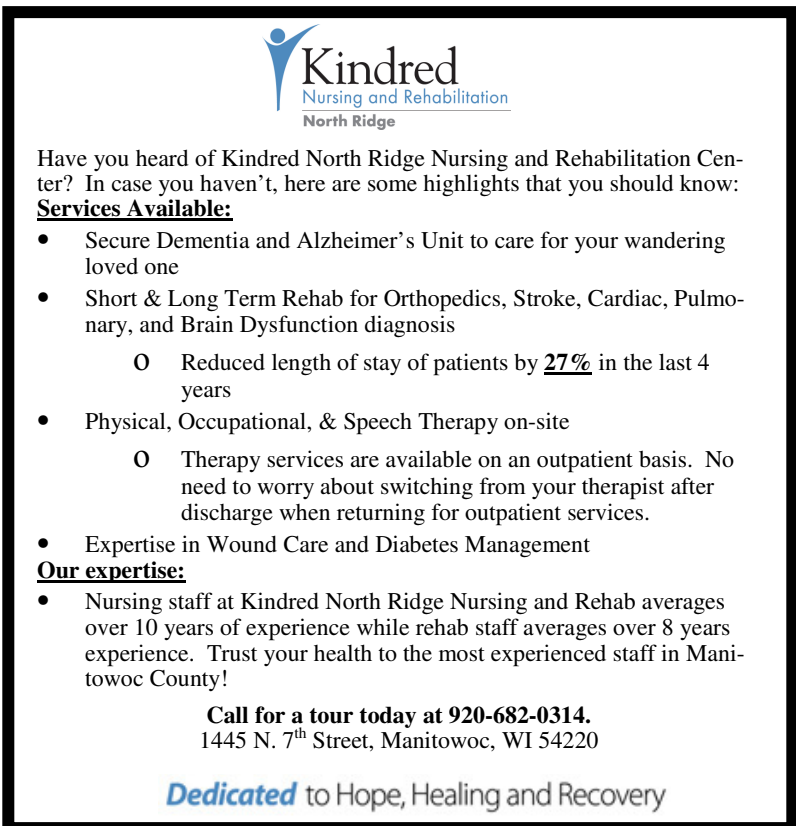 Kindred
Nursing and Rehabilitation
North Ridge
Have you heard of Kindred North Ridge Nursing and Rehabilitation Cen-
ter?  In case you haven't, here are some highlights that you should know:
Services Available:
• Secure Dementia and Alzheimer's Unit to care for your wandering
loved one
• Short & Long Term Rehab for Orthopedics, Stroke, Cardiac, Pulmo-
nary, and Brain Dysfunction diagnosis
o Reduced length of stay of patients by 27% in the last 4
years
• Physical, Occupational, & Speech Therapy on-site
o Therapy services are available on an outpatient basis.  No
need to worry about switching from your therapist after
discharge when returning for outpatient services.
• Expertise in Wound Care and Diabetes Management
Our expertise:
• Nursing staff at Kindred North Ridge Nursing and Rehab averages
over 10 years of experience while rehab staff averages over 8 years
experience.  Trust your health to the most experienced staff in Mani-
towoc County!
Call for a tour today at 920-682-0314.
1445 N. 7th Street, Manitowoc, WI 54220
Dedicated to Hope, Healing and Recovery